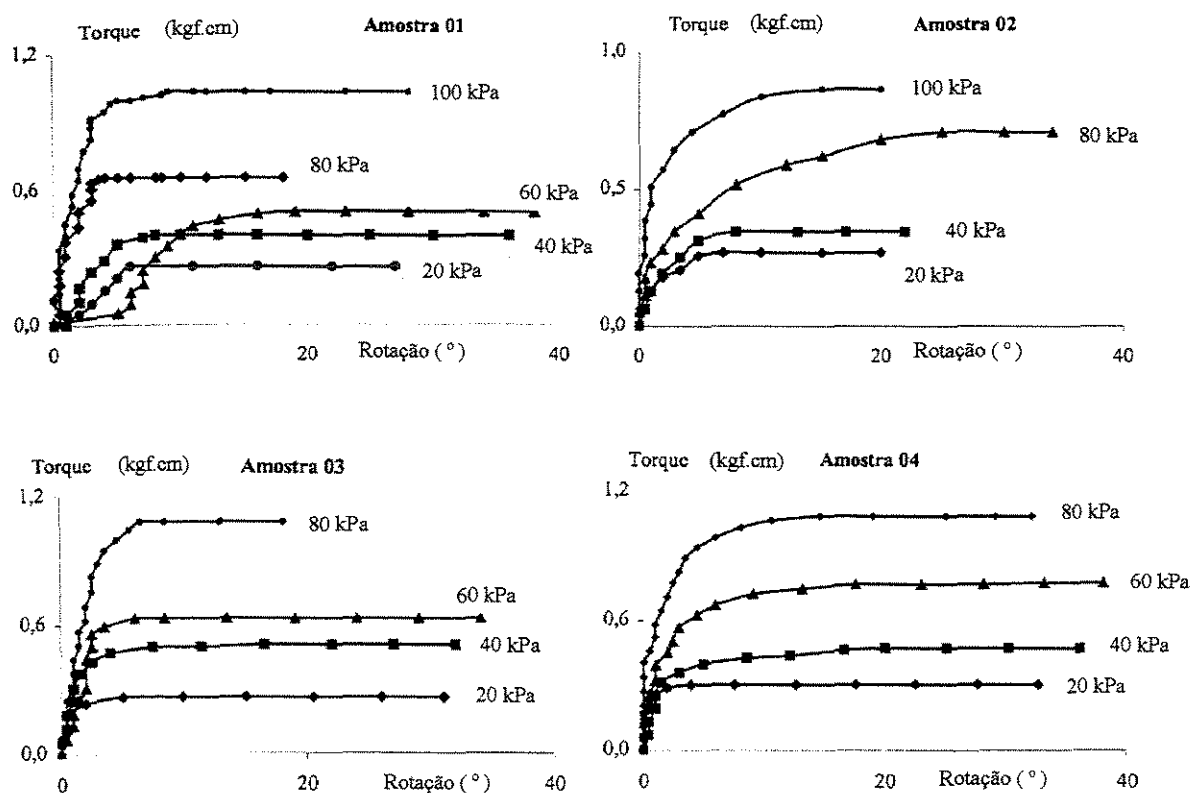 Torque (kgf.cm) Amostra 01
1,2
100 kPa
80 kPa
0,6
60 kPa
40 kPa
20 kPa
0,0
0 20 Rotação ( ° ) 40
Torque (kgf.cm) Amostra 02
1,0
100 kPa
80 kPa
0,5
40 kPa
20 kPa
0,0
0 20 Rotação ( ° ) 40
Torque (kgf.cm) Amostra 03
1,2
80 kPa
60 kPa
0,6
40 kPa
20 kPa
0,0
0 20 Rotação ( ° ) 40
Torque (kgf.cm) Amostra 04
1,2
80 kPa
60 kPa
0,6
40 kPa
20 kPa
0,0
0 20 Rotação ( ° ) 40